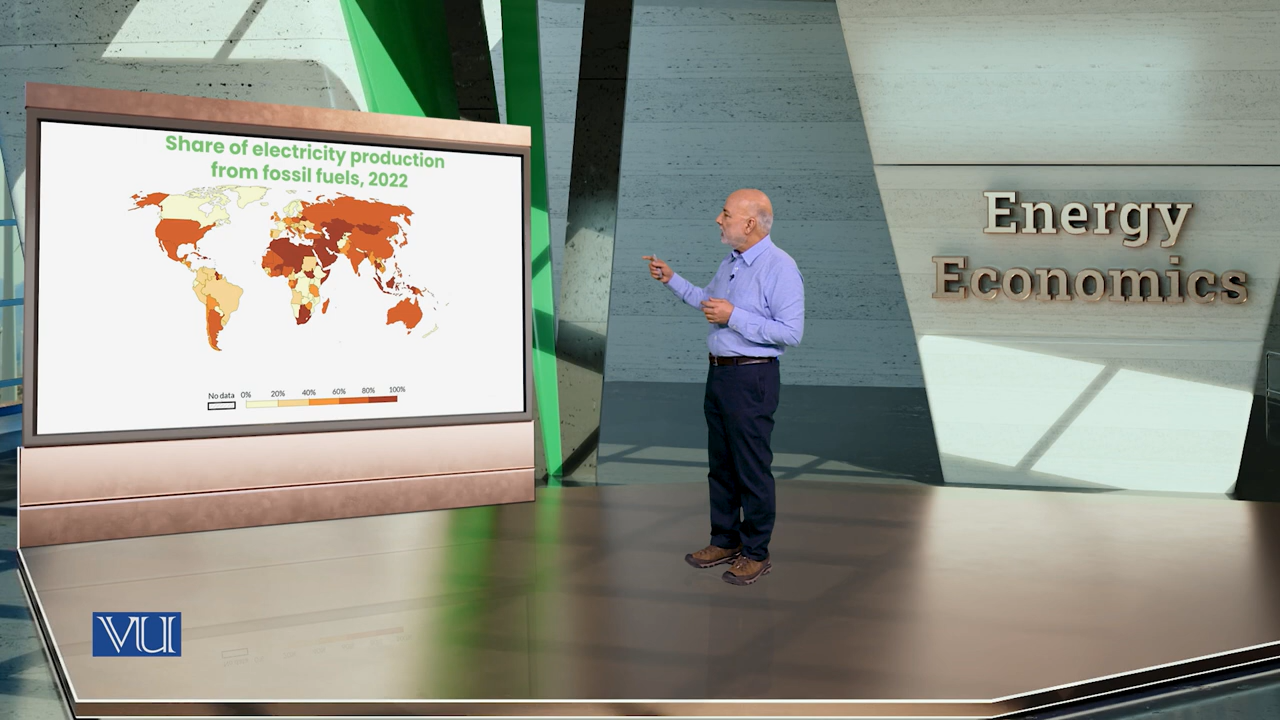 Share of electricity production
from fossil fuels, 2022
No data 0% 20% 40% 60% 80% 100%
Energy
Economics
VU